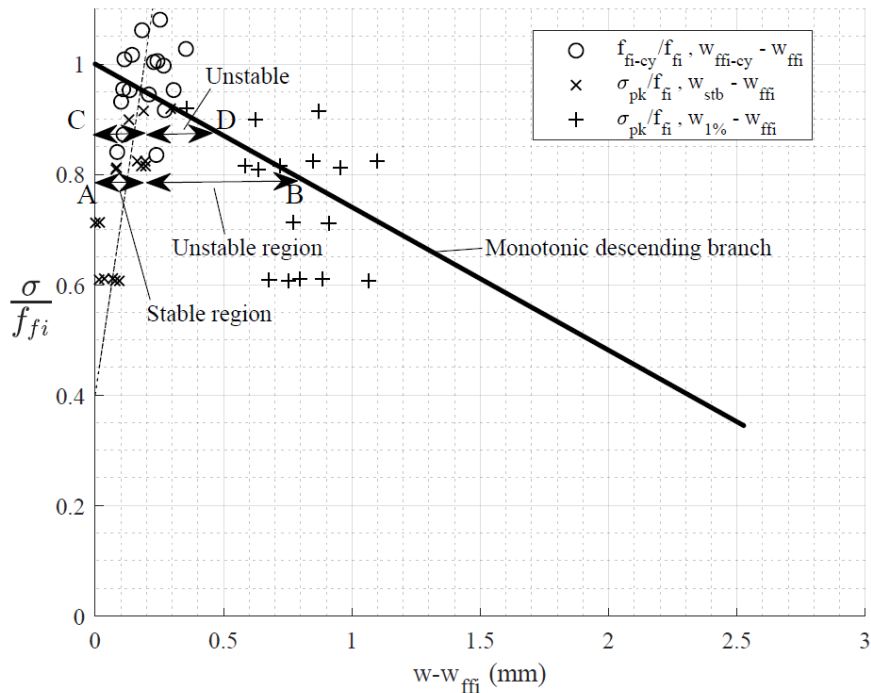 f_fi-cy/f_fi , w_ffi-cy - w_ffi
σ_pk/f_fi , w_stb - w_ffi
σ_pk/f_fi , w_1% - w_ffi
1
Unstable
C
D
0.8
A
B
Unstable region
Monotonic descending branch
0.6
Stable region
σ
f_fi
0.4
0.2
0
0
0.5
1
1.5
2
2.5
3
w-w_ffi (mm)